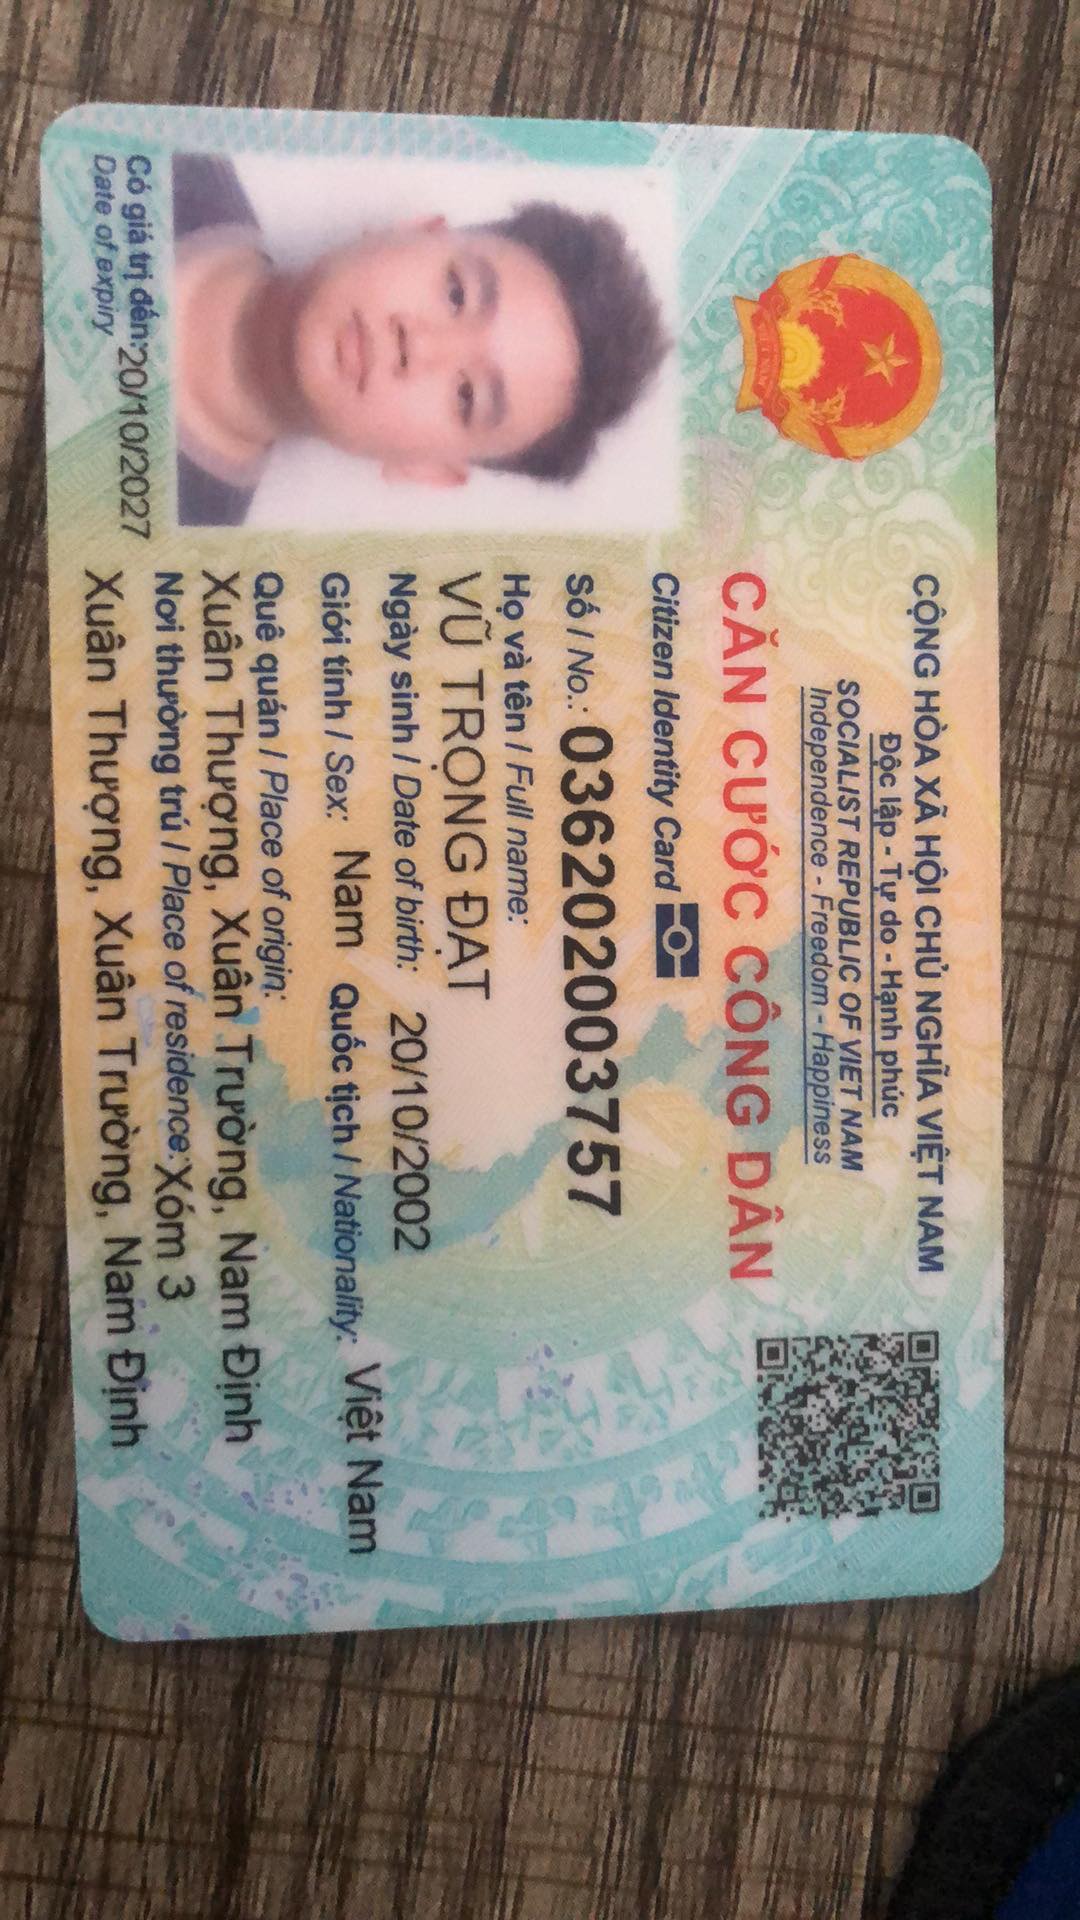 CỘNG HÒA XÃ HỘI CHỦ NGHĨA VIỆT NAM
Độc lập - Tự do - Hạnh phúc
SOCIALIST REPUBLIC OF VIET NAM
Independence - Freedom - Happiness
CĂN CƯỚC CÔNG DÂN
Citizen Identity Card
Số / No.: 036202003757
Họ và tên / Full name:
VŨ TRỌNG ĐẠT
Ngày sinh / Date of birth: 20/10/2002
Giới tính / Sex: Nam Quốc tịch / Nationality: Việt Nam
Quê quán / Place of origin:
Xuân Thượng, Xuân Trường, Nam Định
Nơi thường trú / Place of residence: Xóm 3
Xuân Thượng, Xuân Trường, Nam Định
Có giá trị đến: 20/10/2027
Date of expiry